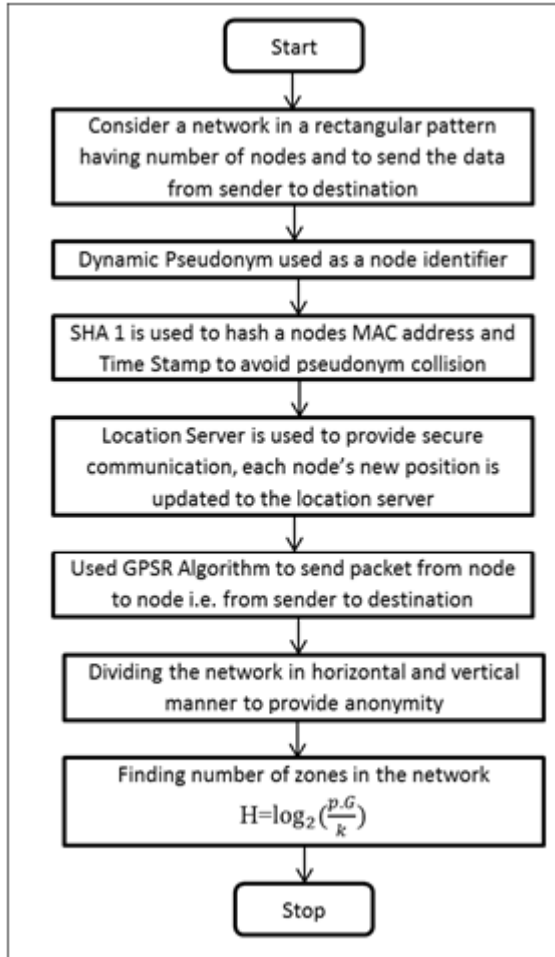 Start
Consider a network in a rectangular pattern
having number of nodes and to send the data
from sender to destination
Dynamic Pseudonym used as a node identifier
SHA 1 is used to hash a nodes MAC address and
Time Stamp to avoid pseudonym collision
Location Server is used to provide secure
communication, each node's new position is
updated to the location server
Used GPSR Algorithm to send packet from node
to node i.e. from sender to destination
Dividing the network in horizontal and vertical
manner to provide anonymity
Finding number of zones in the network
H=log₂(p.G/k)
Stop